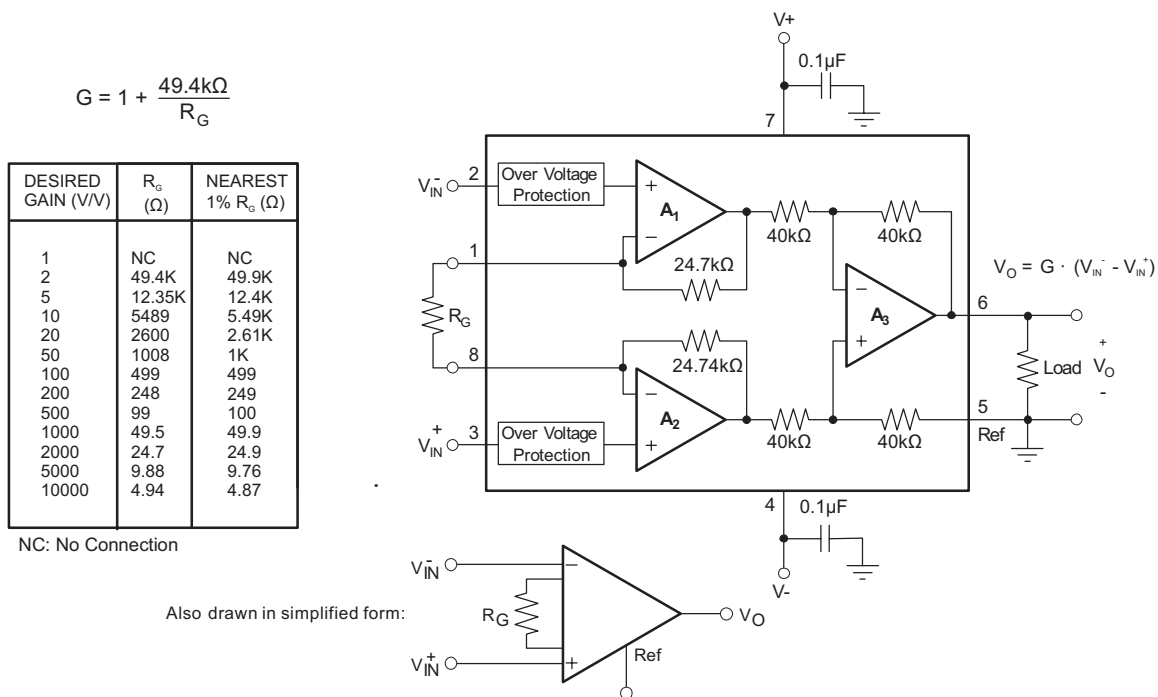 G = 1 + 49.4kΩ / R_G
DESIRED GAIN (V/V) R_G (Ω) NEAREST 1% R_G (Ω)
1 NC NC
2 49.4K 49.9K
5 12.35K 12.4K
10 5489 5.49K
20 2600 2.61K
50 1008 1K
100 499 499
200 248 249
500 99 100
1000 49.5 49.9
2000 24.7 24.9
5000 9.88 9.76
10000 4.94 4.87
NC: No Connection
V+
0.1µF
7
V_IN^- 2 Over Voltage Protection
A1
40kΩ
40kΩ
1
24.7kΩ
R_G
A3
6
V_O = G · (V_IN^- - V_IN^+)
8
24.74kΩ
Load
+
V_O
-
V_IN^+ 3 Over Voltage Protection
A2
40kΩ
40kΩ
5
Ref
4
0.1µF
V-
Also drawn in simplified form:
V_IN^-
R_G
V_IN^+
V_O
Ref